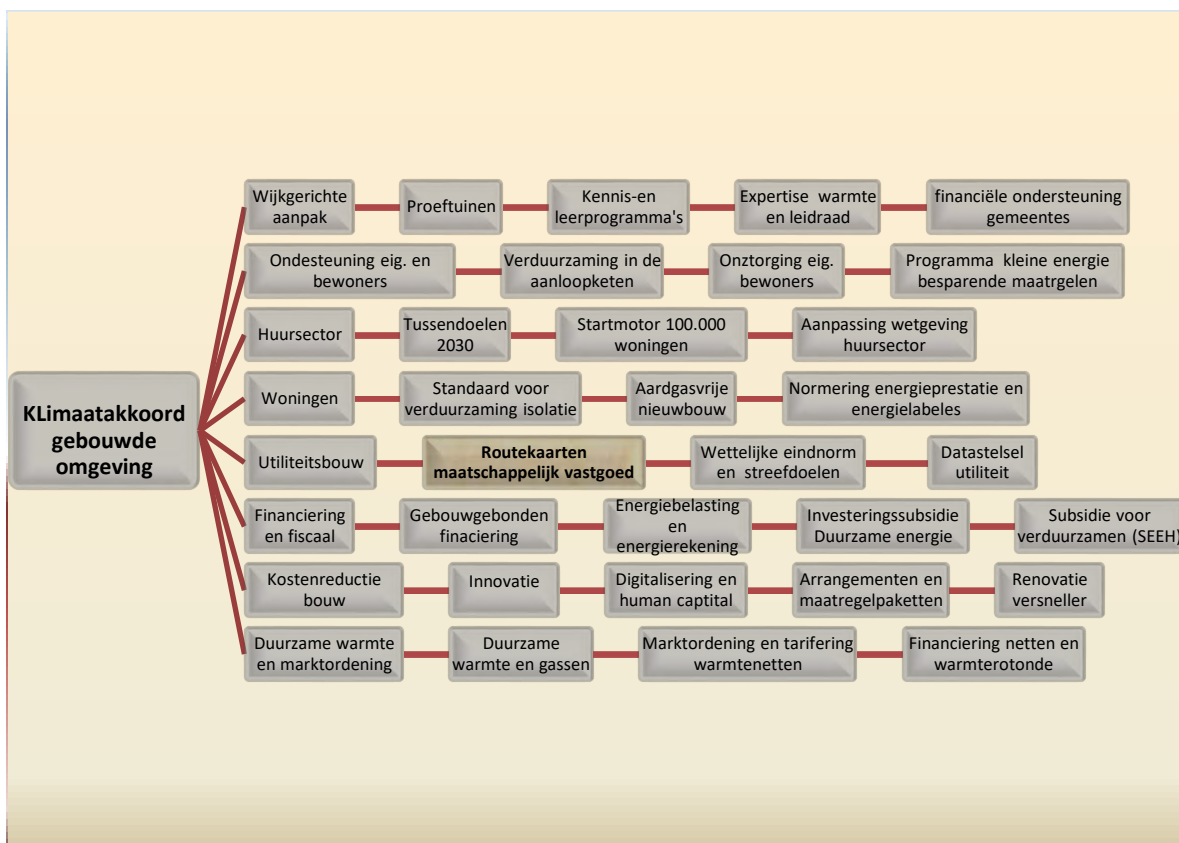 KLimaatakkoord
gebouwde
omgeving
Wijkgerichte
aanpak
Proeftuinen
Kennis-en
leerprogramma's
Expertise warmte
en leidraad
financiële ondersteuning
gemeentes
Ondesteuning eig. en
bewoners
Verduurzaming in de
aanloopketen
Onztorging eig.
bewoners
Programma kleine energie
besparende maatrgelen
Huursector
Tussendoelen
2030
Startmotor 100.000
woningen
Aanpassing wetgeving
huursector
Woningen
Standaard voor
verduurzaming isolatie
Aardgasvrije
nieuwbouw
Normering energieprestatie en
energielabeles
Utiliteitsbouw
Routekaarten
maatschappelijk vastgoed
Wettelijke eindnorm
en streefdoelen
Datastelsel
utiliteit
Financiering
en fiscaal
Gebouwgebonden
finaciering
Energiebelasting
en
energierekening
Investeringssubsidie
Duurzame energie
Subsidie voor
verduurzamen (SEEH)
Kostenreductie
bouw
Innovatie
Digitalisering en
human captital
Arrangementen en
maatregelpaketten
Renovatie
versneller
Duurzame warmte
en marktordening
Duurzame
warmte en gassen
Marktordening en tarifering
warmtenetten
Financiering netten en
warmterotonde